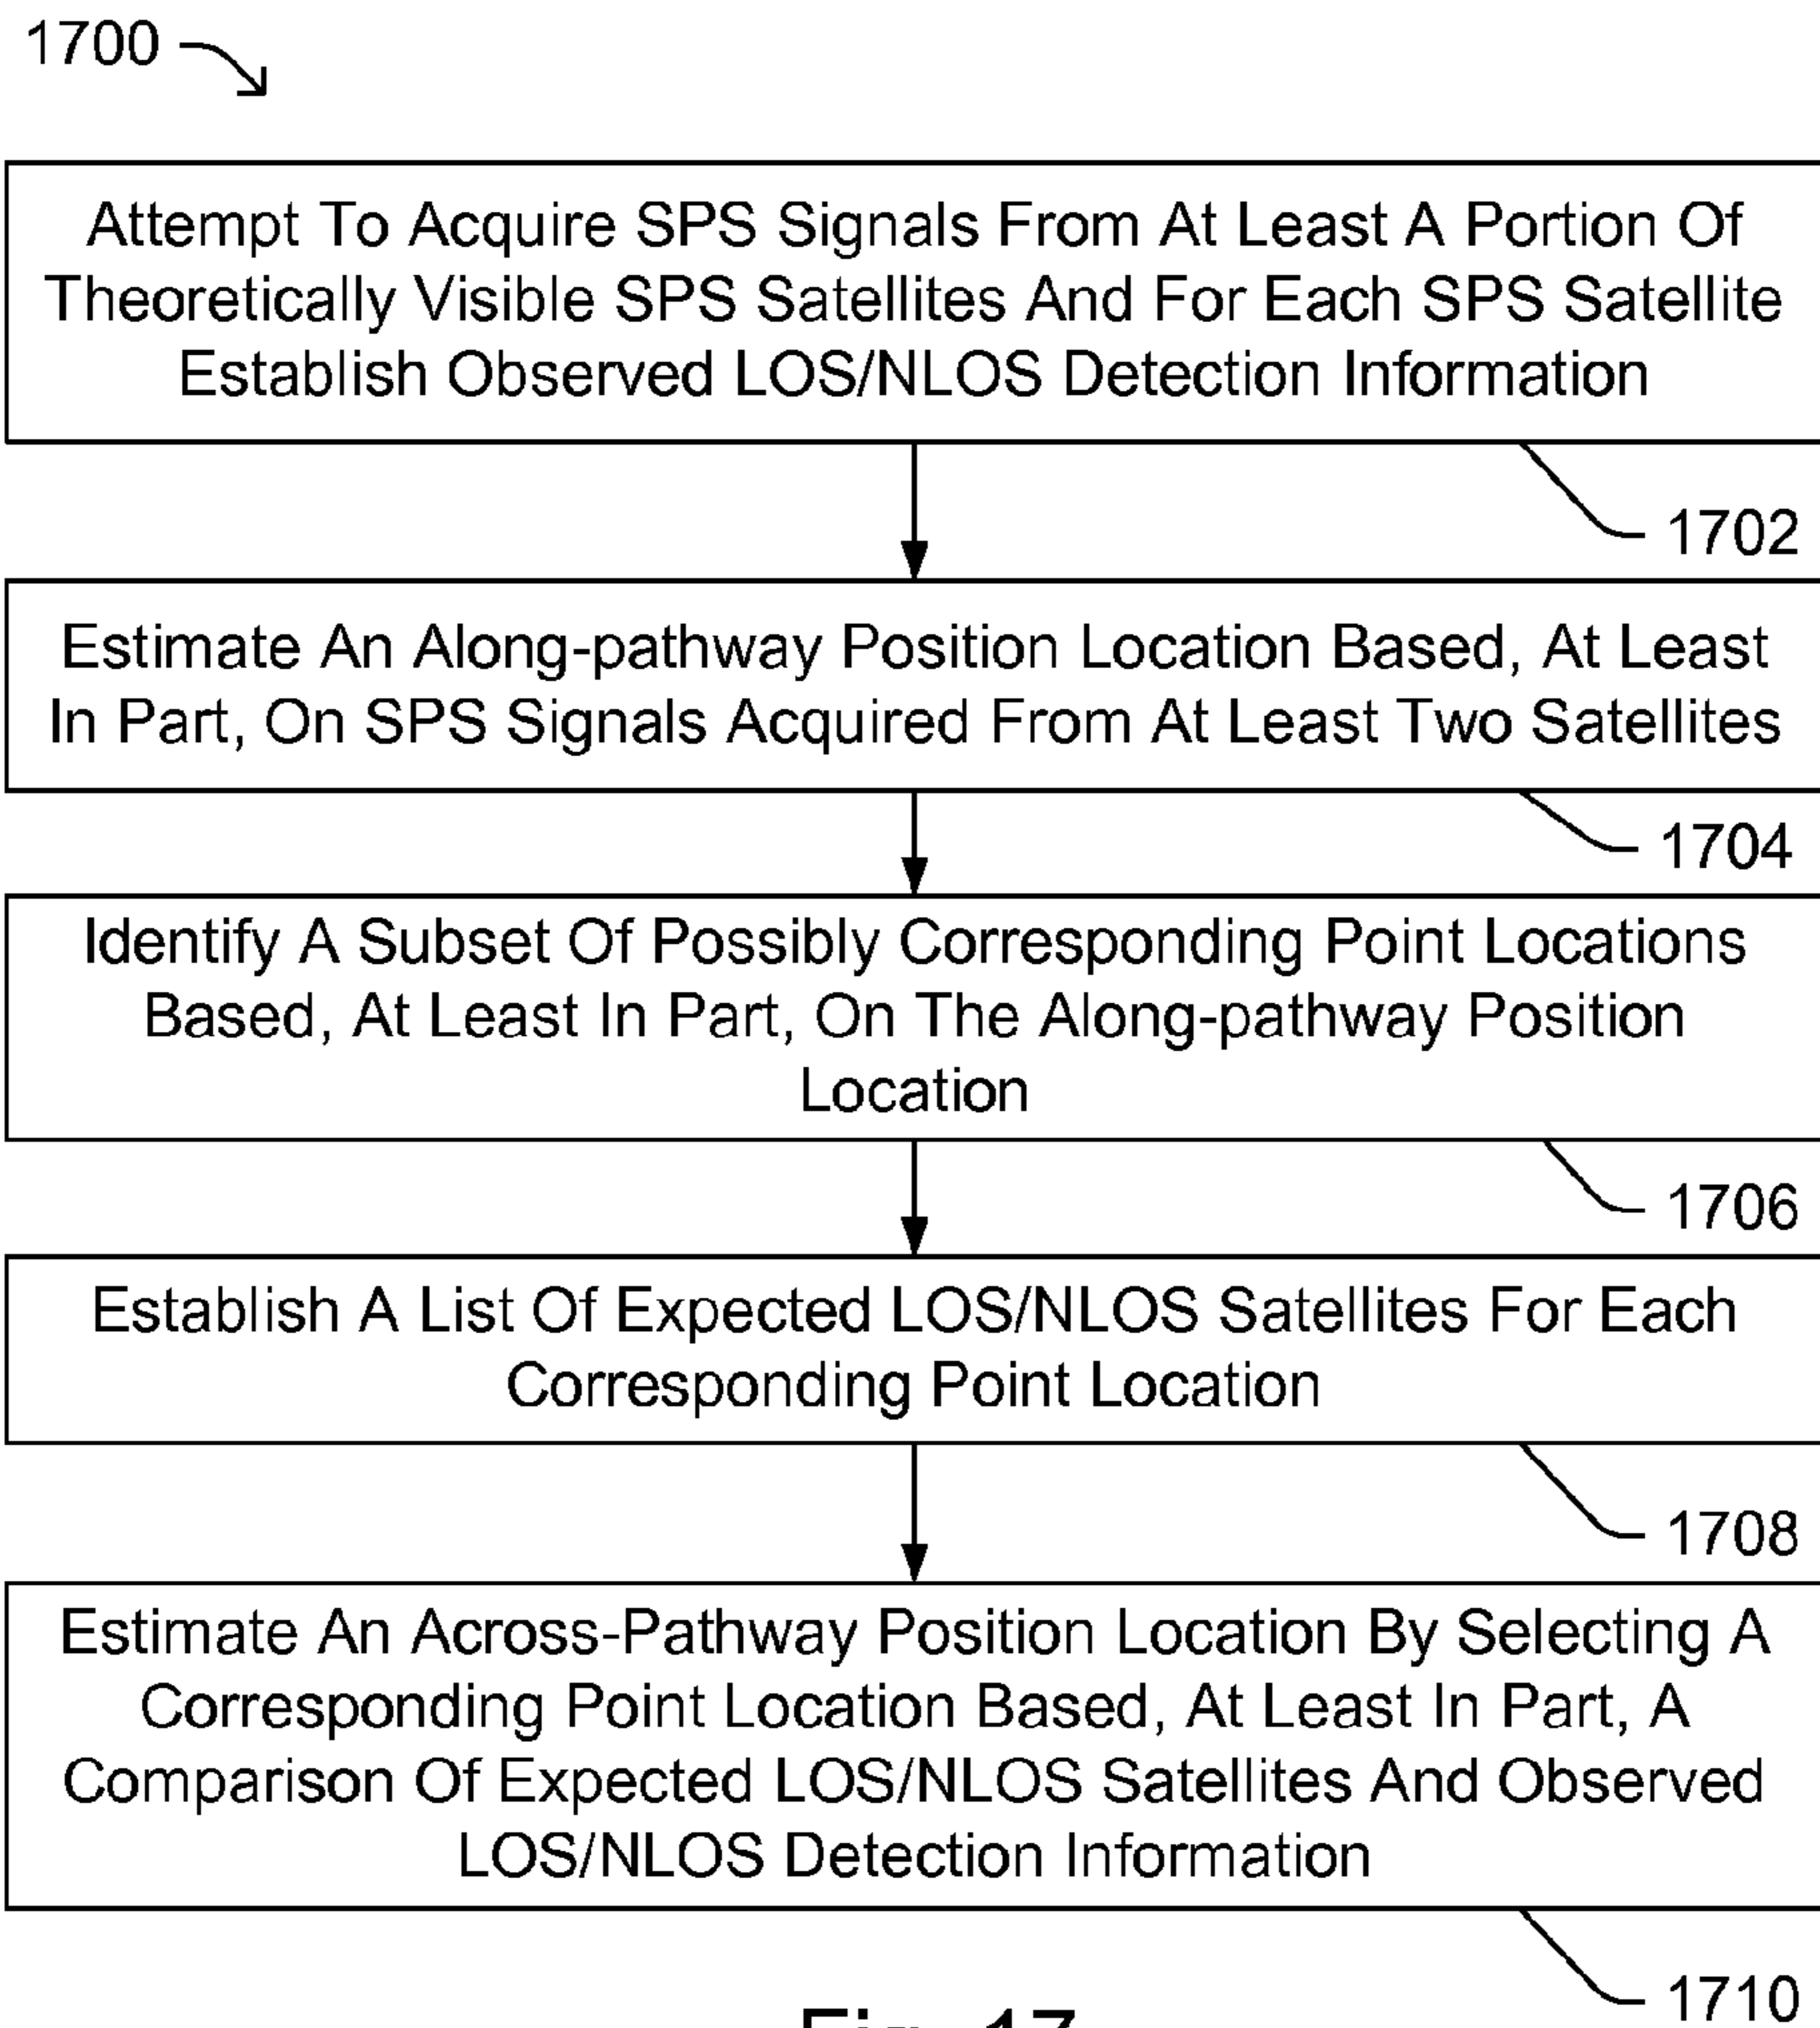 1700
Attempt To Acquire SPS Signals From At Least A Portion Of
Theoretically Visible SPS Satellites And For Each SPS Satellite
Establish Observed LOS/NLOS Detection Information
1702
Estimate An Along-pathway Position Location Based, At Least
In Part, On SPS Signals Acquired From At Least Two Satellites
1704
Identify A Subset Of Possibly Corresponding Point Locations
Based, At Least In Part, On The Along-pathway Position
Location
1706
Establish A List Of Expected LOS/NLOS Satellites For Each
Corresponding Point Location
1708
Estimate An Across-Pathway Position Location By Selecting A
Corresponding Point Location Based, At Least In Part, A
Comparison Of Expected LOS/NLOS Satellites And Observed
LOS/NLOS Detection Information
1710
Fig. 17